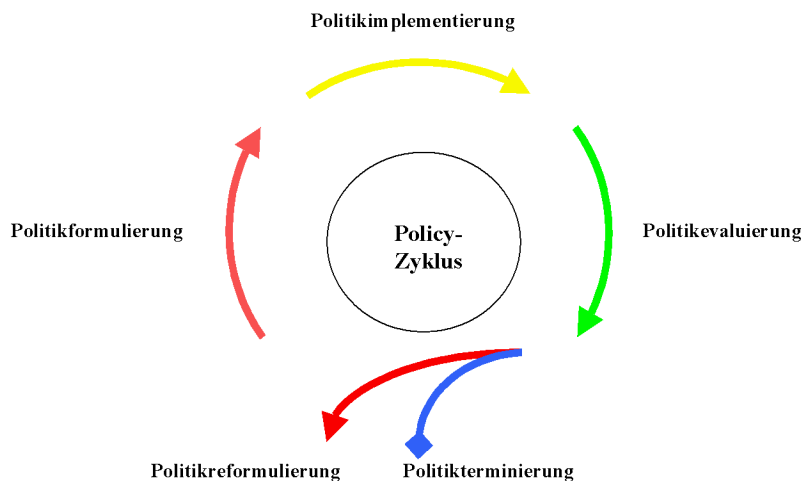 Politikimplementierung
Politikformulierung
Policy-
Zyklus
Politikevaluierung
Politikreformulierung
Politikterminierung